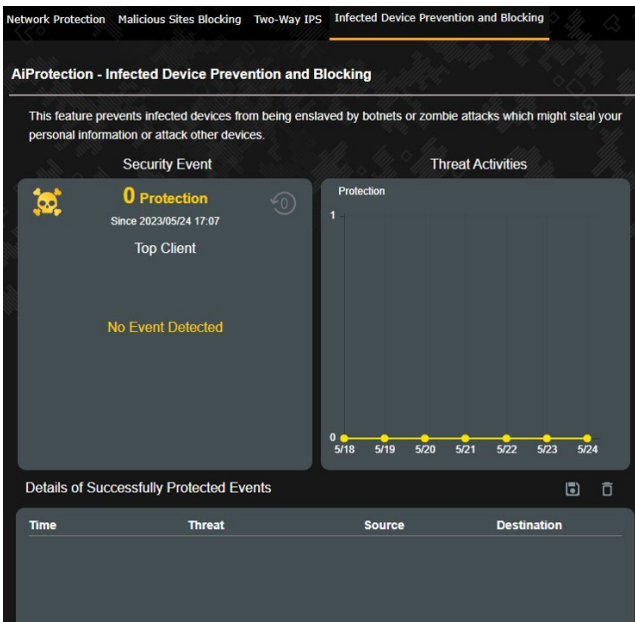 Network Protection Malicious Sites Blocking Two-Way IPS Infected Device Prevention and Blocking
AiProtection - Infected Device Prevention and Blocking
This feature prevents infected devices from being enslaved by botnets or zombie attacks which might steal your
personal information or attack other devices.
Security Event
0 Protection
0
Since 2023/05/24 17:07
Top Client
No Event Detected
Threat Activities
Protection
1
0
5/18 5/19 5/20 5/21 5/22 5/23 5/24
Details of Successfully Protected Events
Time Threat Source Destination